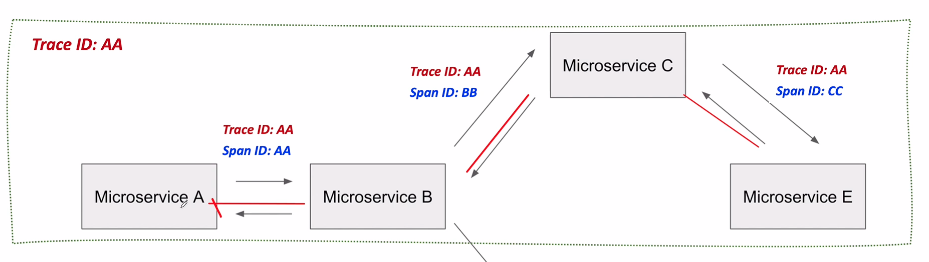 Trace ID: AA
Trace ID: AA
Span ID: AA
Microservice A
Microservice B
Trace ID: AA
Span ID: BB
Microservice C
Trace ID: AA
Span ID: CC
Microservice E